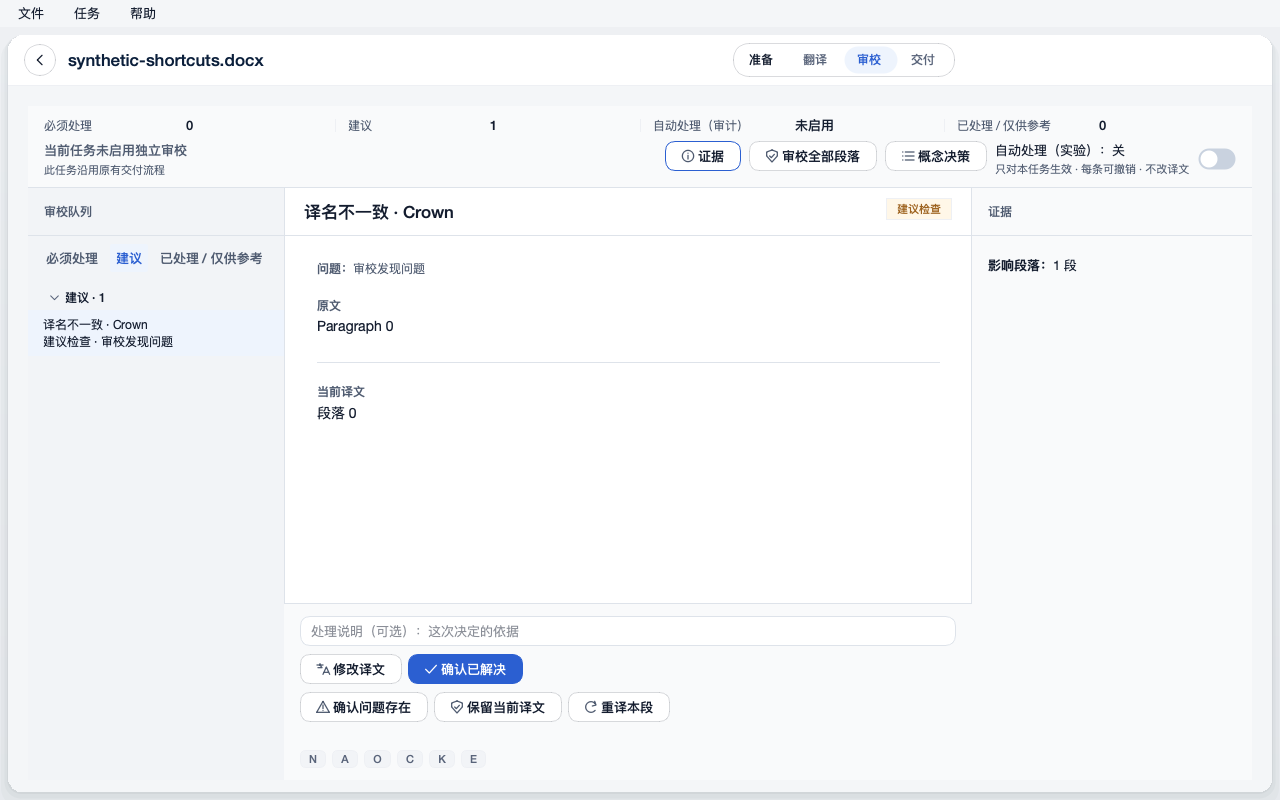 文件 任务 帮助
synthetic-shortcuts.docx
准备 翻译 审校 交付
必须处理 0 建议 1 自动处理（审计） 未启用 已处理 / 仅供参考 0
当前任务未启用独立审校
此任务沿用原有交付流程
证据 审校全部段落 概念决策
自动处理（实验）：关
只对本任务生效 · 每条可撤销 · 不改译文
审校队列
必须处理 建议 已处理 / 仅供参考
建议 · 1
译名不一致 · Crown
建议检查 · 审校发现问题
译名不一致 · Crown
建议检查
问题：审校发现问题
原文
Paragraph 0
当前译文
段落 0
处理说明（可选）：这次决定的依据
修改译文 确认已解决
确认问题存在 保留当前译文 重译本段
N A O C K E
证据
影响段落：1 段